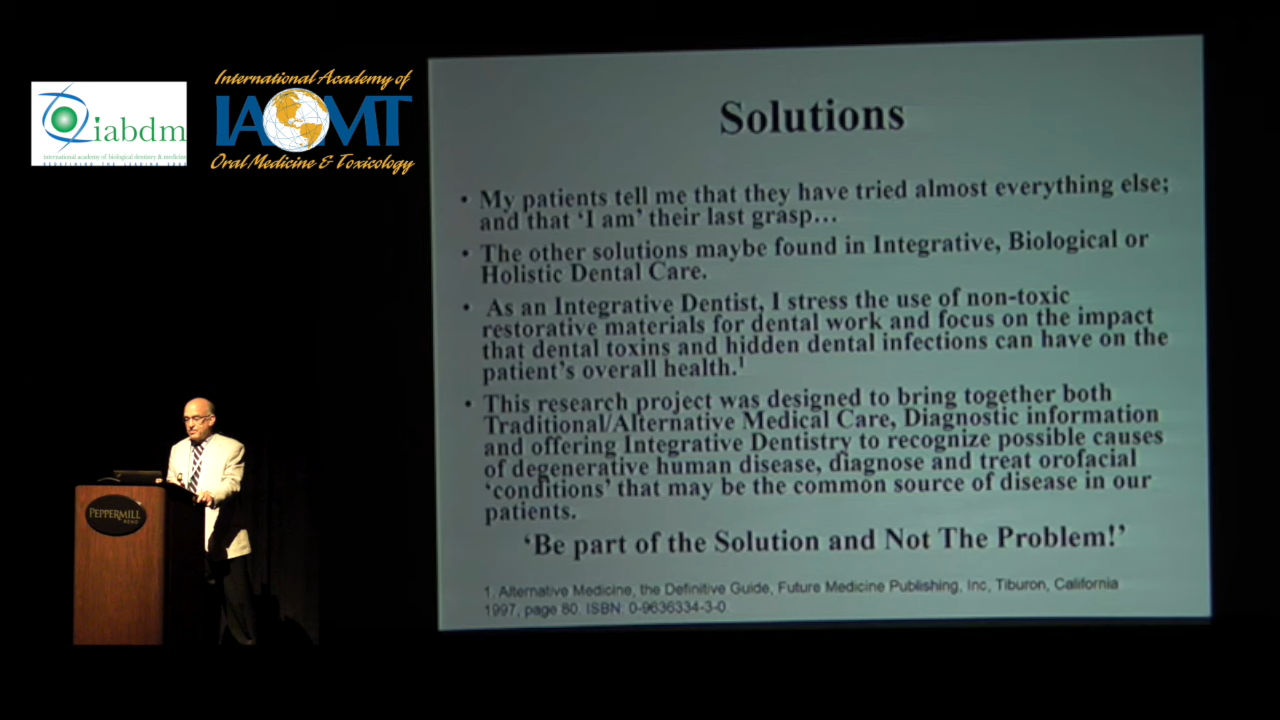 iabdm
international academy of biological dentistry & medicine
International Academy of
IAOMT
Oral Medicine & Toxicology
PEPPERMILL
RENO
Solutions
• My patients tell me that they have tried almost everything else;
and that ‘I am’ their last grasp…
• The other solutions maybe found in Integrative, Biological or
Holistic Dental Care.
• As an Integrative Dentist, I stress the use of non-toxic
restorative materials for dental work and focus on the impact
that dental toxins and hidden dental infections can have on the
patient’s overall health.1
• This research project was designed to bring together both
Traditional/Alternative Medical Care, Diagnostic information
and offering Integrative Dentistry to recognize possible causes
of degenerative human disease, diagnose and treat orofacial
‘conditions’ that may be the common source of disease in our
patients.
‘Be part of the Solution and Not The Problem!’
1. Alternative Medicine, the Definitive Guide, Future Medicine Publishing, Inc, Tiburon, California
1997, page 80. ISBN: 0-9636334-3-0.